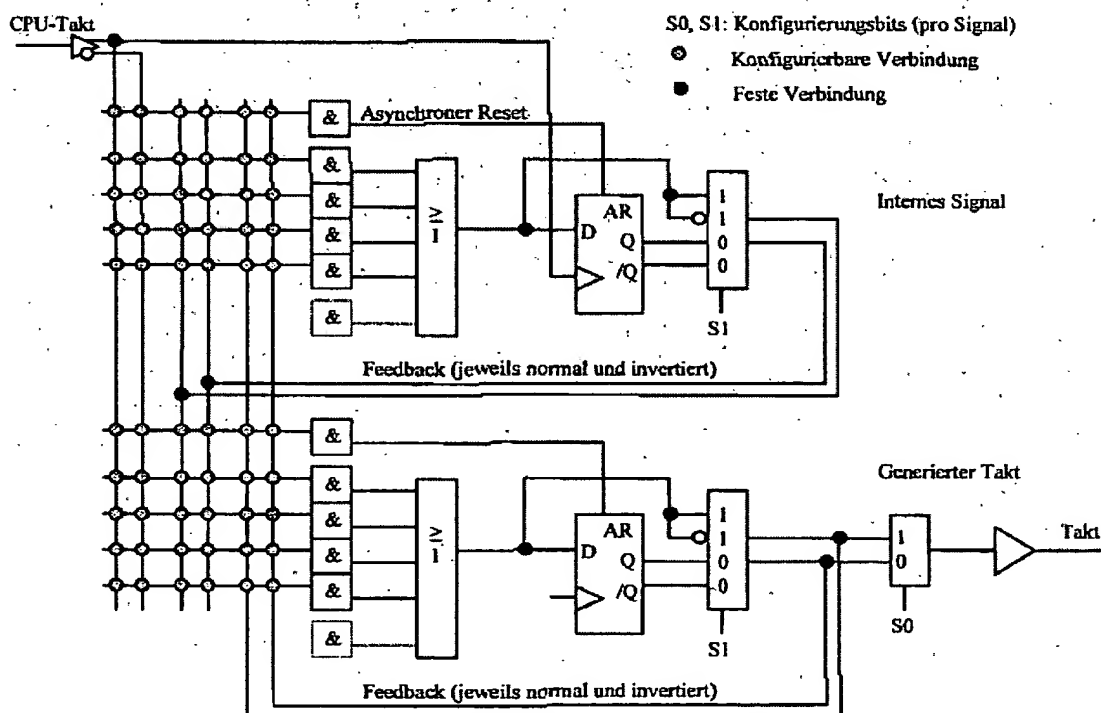 CPU-Takt
S0, S1: Konfigurierungsbits (pro Signal)
Konfigurierbare Verbindung
Feste Verbindung
&
Asynchroner Reset
&
&
&
&
&
≥
1
AR
D
Q
/Q
1
1
0
0
S1
Internes Signal
Feedback (jeweils normal und invertiert)
&
&
&
&
&
&
≥
1
AR
D
Q
/Q
1
1
0
0
S1
Generierter Takt
1
0
S0
Takt
Feedback (jeweils normal und invertiert)